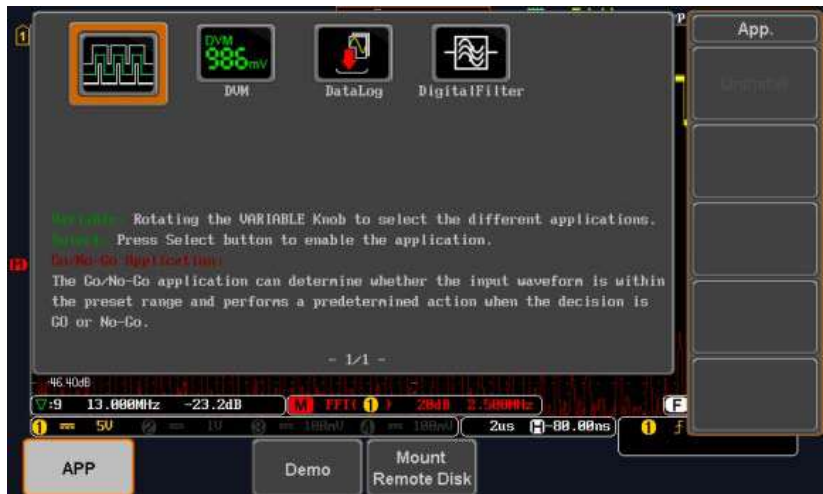 App.
Uninstall
DVM
986mV
DVM
DataLog
DigitalFilter
Variable: Rotating the VARIABLE Knob to select the different applications.
Select: Press Select button to enable the application.
Go/No-Go Application:
The Go/No-Go application can determine whether the input waveform is within
the preset range and performs a predetermined action when the decision is
GO or No-Go.
- 1/1 -
1
P
M
-46.40dB
▽:9 13.000MHz -23.2dB
M FFT( 1 ) 20dB 2.500MHz
F
1 5V 2 1V 3 100mV 4 100mV
2us H -80.00ns
1
APP
Demo
Mount
Remote Disk